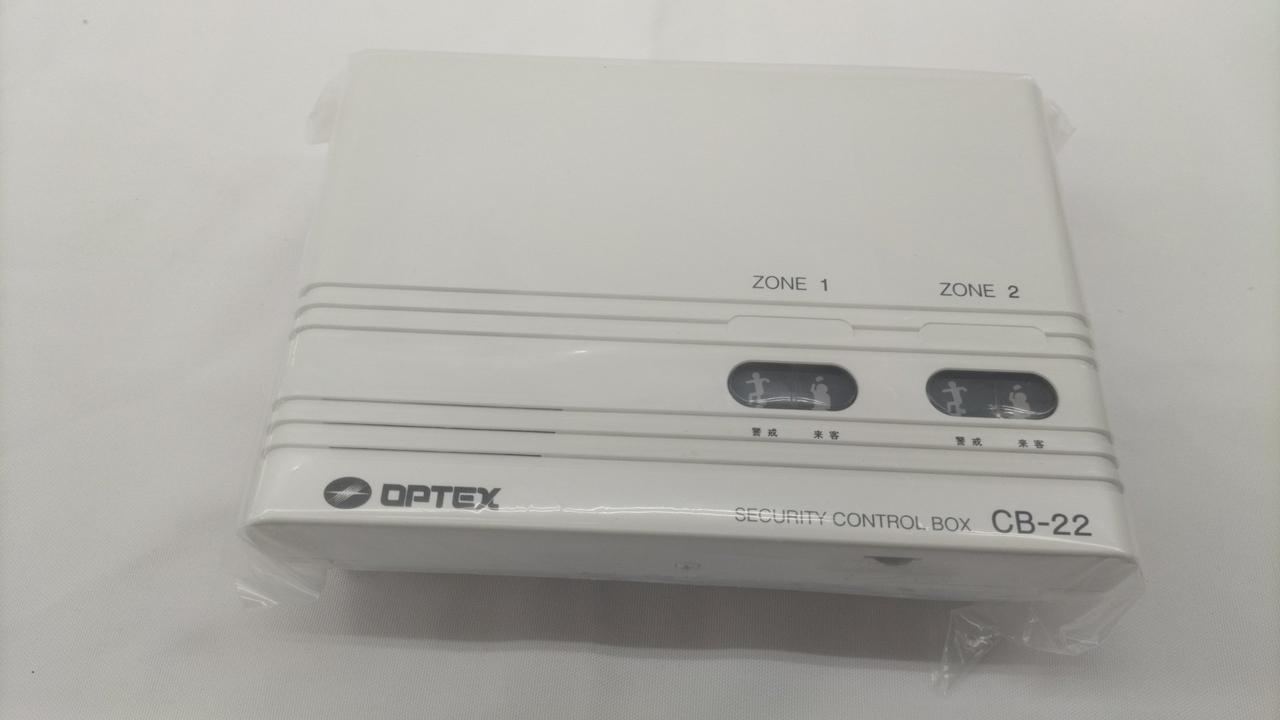 ZONE 1
ZONE 2
警戒 来客
警戒 来客
OPTEX
SECURITY CONTROL BOX CB-22